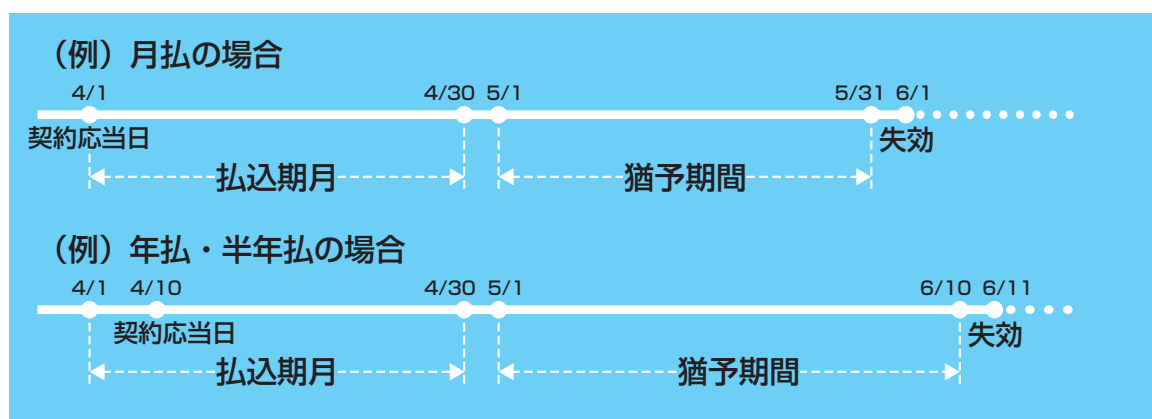 （例）月払の場合
4/1 4/30 5/1 5/31 6/1
契約応当日 失効
払込期月 猶予期間
（例）年払・半年払の場合
4/1 4/10 4/30 5/1 6/10 6/11
契約応当日 失効
払込期月 猶予期間